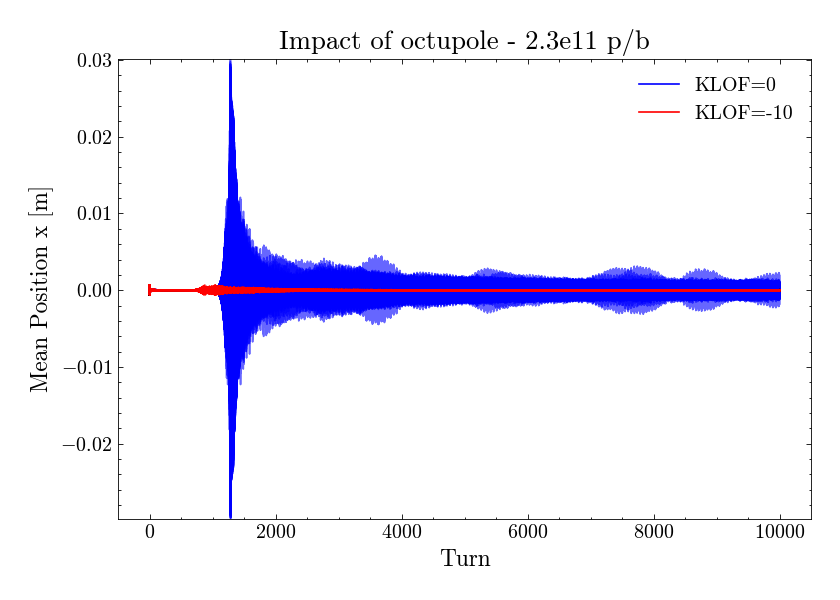 Impact of octupole - 2.3e11 p/b
KLOF=0
KLOF=-10
0.03
0.02
0.01
0.00
−0.01
−0.02
Mean Position x [m]
0 2000 4000 6000 8000 10000
Turn